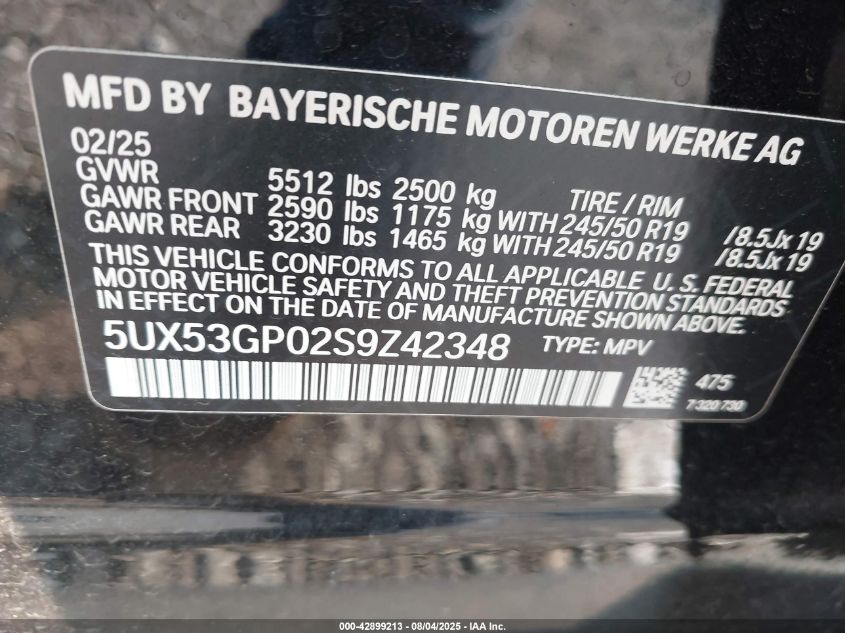 MFD BY BAYERISCHE MOTOREN WERKE AG
02/25
GVWR 5512 lbs 2500 kg TIRE / RIM
GAWR FRONT 2590 lbs 1175 kg WITH 245/50 R19 /8.5Jx19
GAWR REAR 3230 lbs 1465 kg WITH 245/50 R19 /8.5Jx19
THIS VEHICLE CONFORMS TO ALL APPLICABLE U. S. FEDERAL
MOTOR VEHICLE SAFETY AND THEFT PREVENTION STANDARDS
IN EFFECT ON THE DATE OF MANUFACTURE SHOWN ABOVE.
5UX53GP02S9Z42348 TYPE: MPV
475
7 320 730
000-42899213 - 08/04/2025 - IAA Inc.